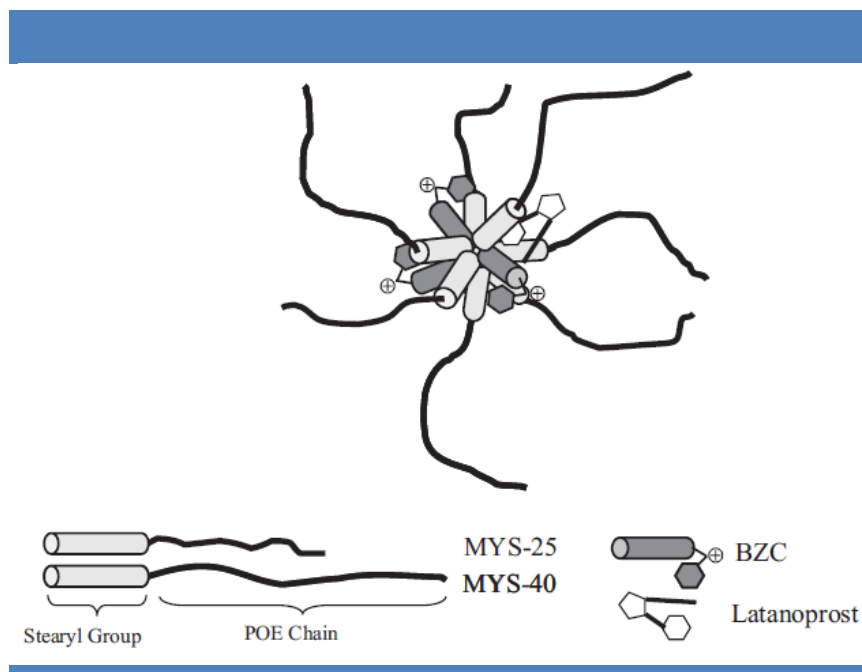 MYS-25
MYS-40
Stearyl Group
POE Chain
⊕ BZC
Latanoprost